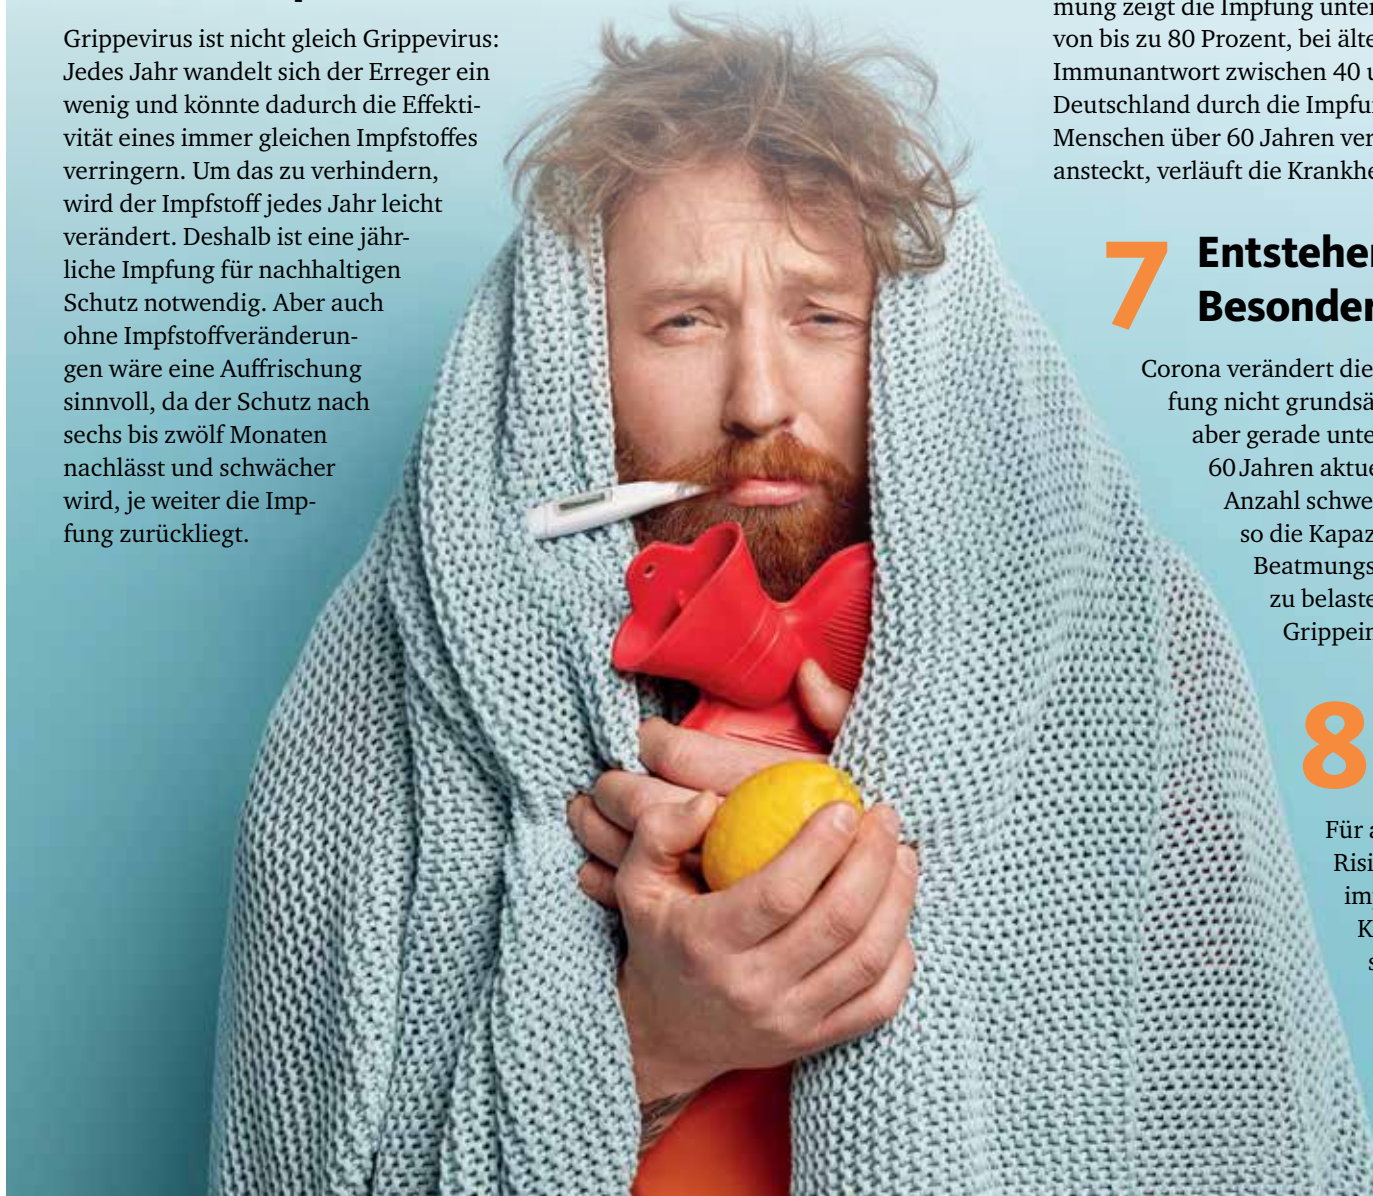 Grippevirus ist nicht gleich Grippevirus:
Jedes Jahr wandelt sich der Erreger ein
wenig und könnte dadurch die Effekti-
vität eines immer gleichen Impfstoffes
verringern. Um das zu verhindern,
wird der Impfstoff jedes Jahr leicht
verändert. Deshalb ist eine jähr-
liche Impfung für nachhaltigen
Schutz notwendig. Aber auch
ohne Impfstoffveränderun-
gen wäre eine Auffrischung
sinnvoll, da der Schutz nach
sechs bis zwölf Monaten
nachlässt und schwächer
wird, je weiter die Imp-
fung zurückliegt.
mung zeigt die Impfung unter
von bis zu 80 Prozent, bei älte
Immunantwort zwischen 40 u
Deutschland durch die Impfu
Menschen über 60 Jahren ver
ansteckt, verläuft die Krankhe
7
Entstehe
Besonder
Corona verändert die
fung nicht grundsä
aber gerade unte
60 Jahren aktue
Anzahl schwe
so die Kapaz
Beatmungs
zu belaste
Grippein
8
Für a
Risi
im
K
s